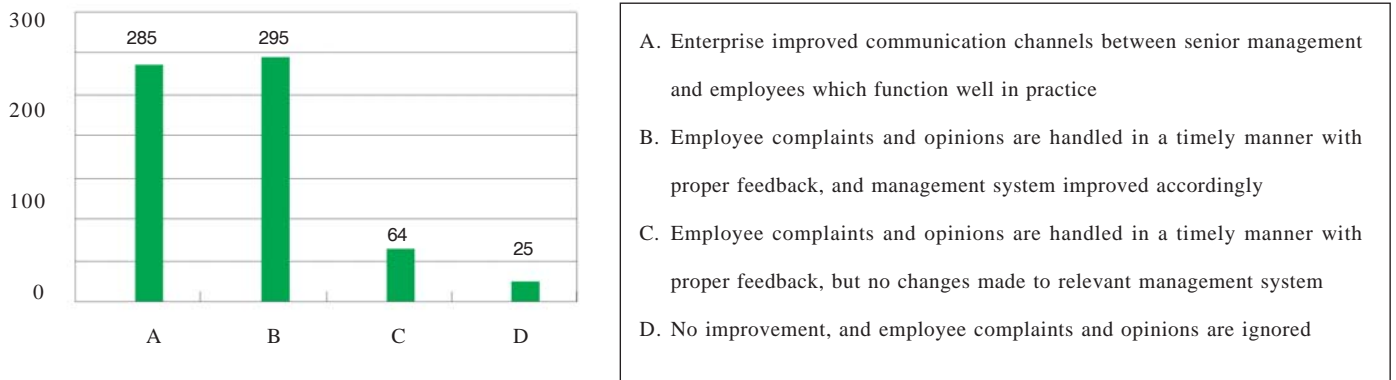 300
285
295
200
100
64
25
0
A B C D
A. Enterprise improved communication channels between senior management
and employees which function well in practice
B. Employee complaints and opinions are handled in a timely manner with
proper feedback, and management system improved accordingly
C. Employee complaints and opinions are handled in a timely manner with
proper feedback, but no changes made to relevant management system
D. No improvement, and employee complaints and opinions are ignored